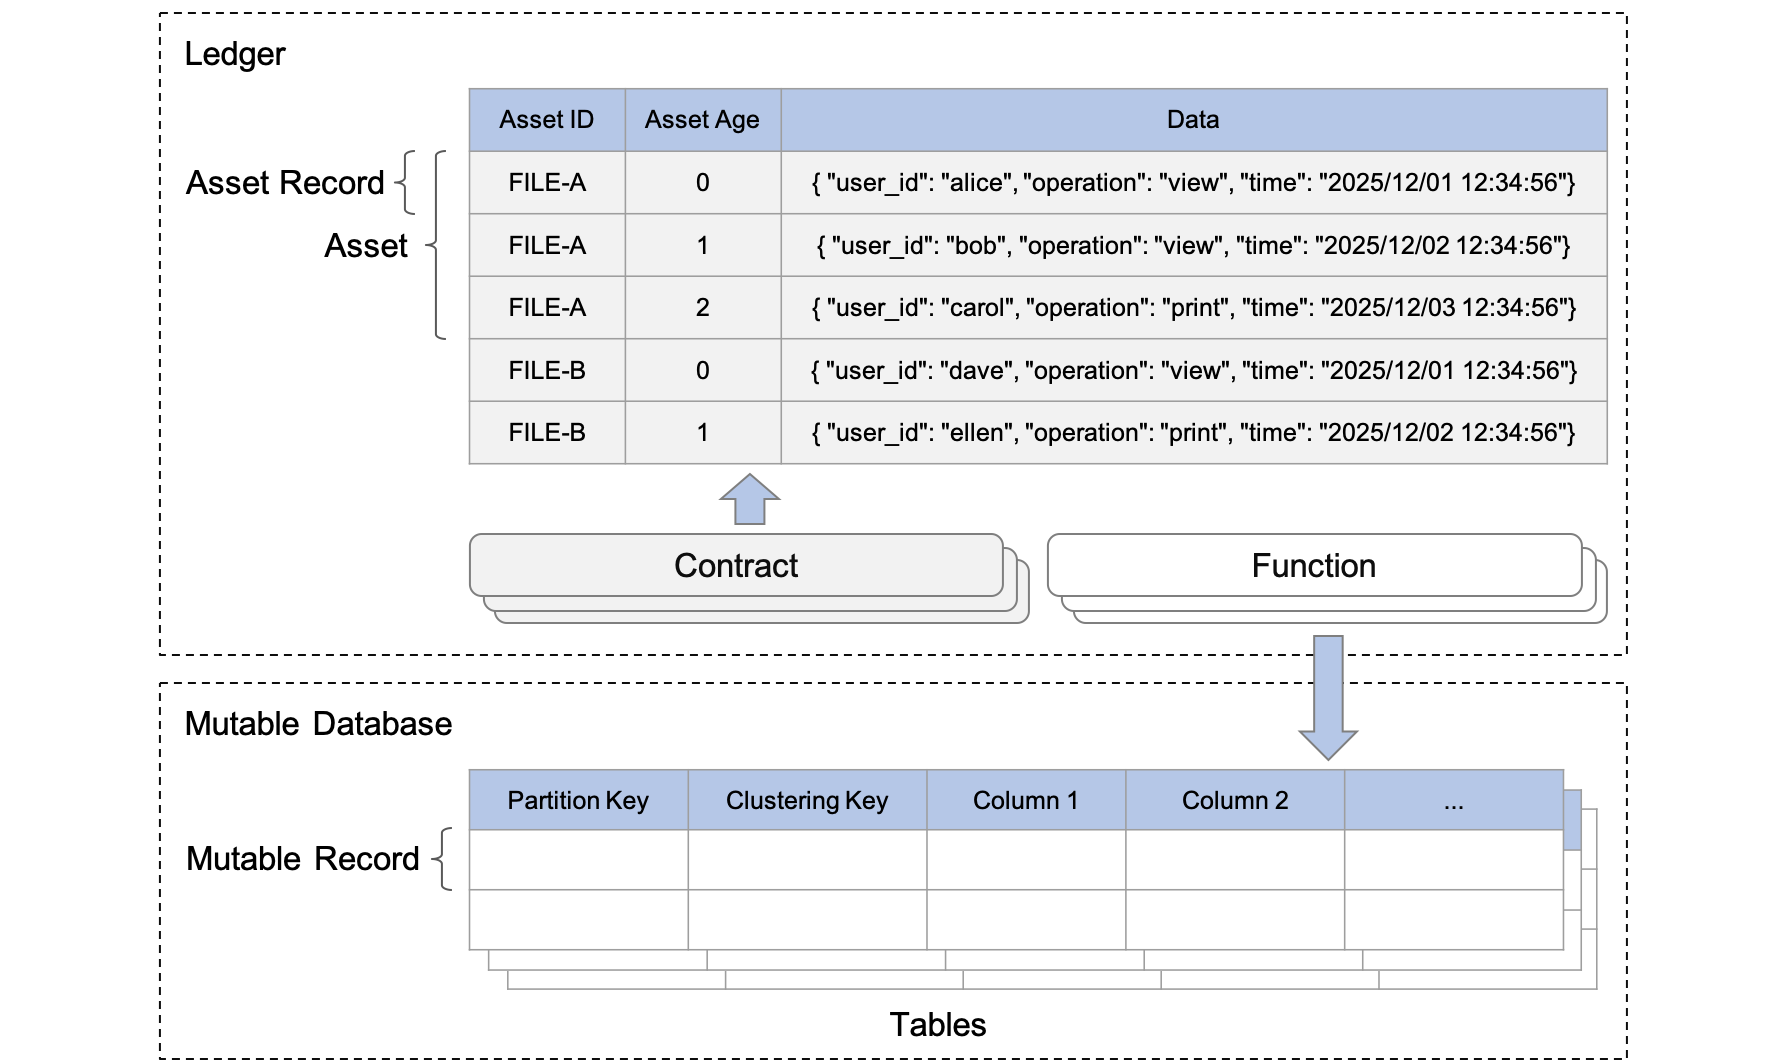 Ledger
Asset ID Asset Age Data
Asset Record
FILE-A 0 { "user_id": "alice", "operation": "view", "time": "2025/12/01 12:34:56"}
Asset
FILE-A 1 { "user_id": "bob", "operation": "view", "time": "2025/12/02 12:34:56"}
FILE-A 2 { "user_id": "carol", "operation": "print", "time": "2025/12/03 12:34:56"}
FILE-B 0 { "user_id": "dave", "operation": "view", "time": "2025/12/01 12:34:56"}
FILE-B 1 { "user_id": "ellen", "operation": "print", "time": "2025/12/02 12:34:56"}
Contract Function
Mutable Database
Partition Key Clustering Key Column 1 Column 2 ...
Mutable Record
Tables